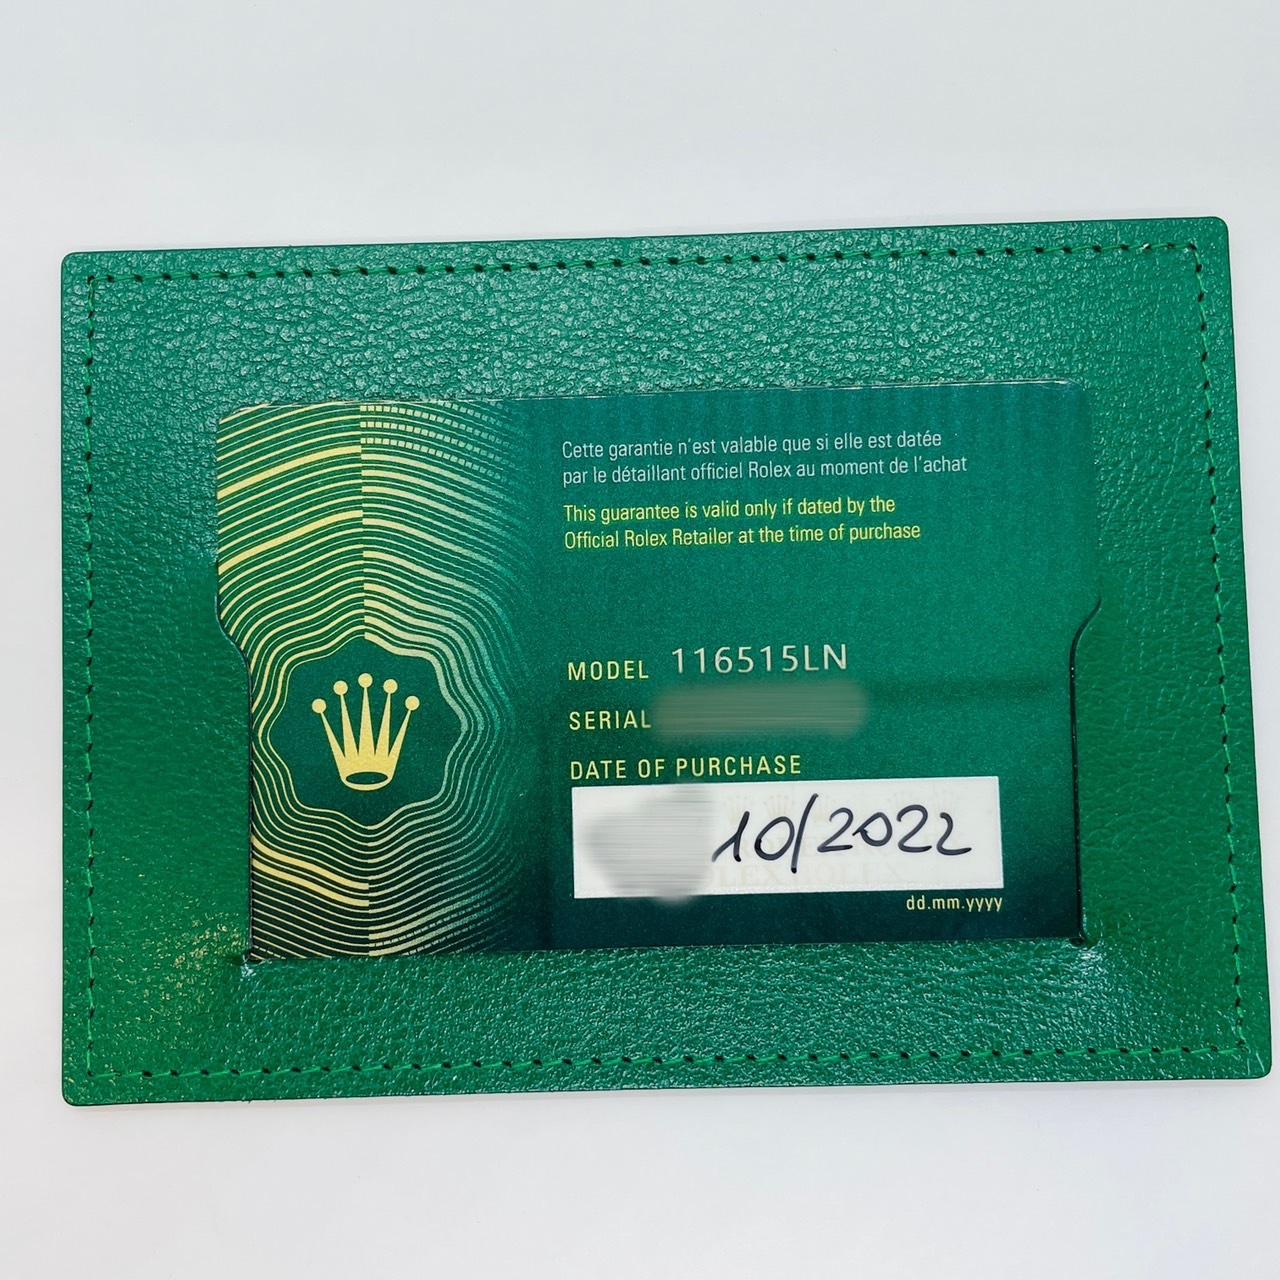 Cette garantie n'est valable que si elle est datée
par le détaillant officiel Rolex au moment de l'achat
This guarantee is valid only if dated by the
Official Rolex Retailer at the time of purchase
MODEL 116515LN
SERIAL
DATE OF PURCHASE
10/2022
dd.mm.yyyy